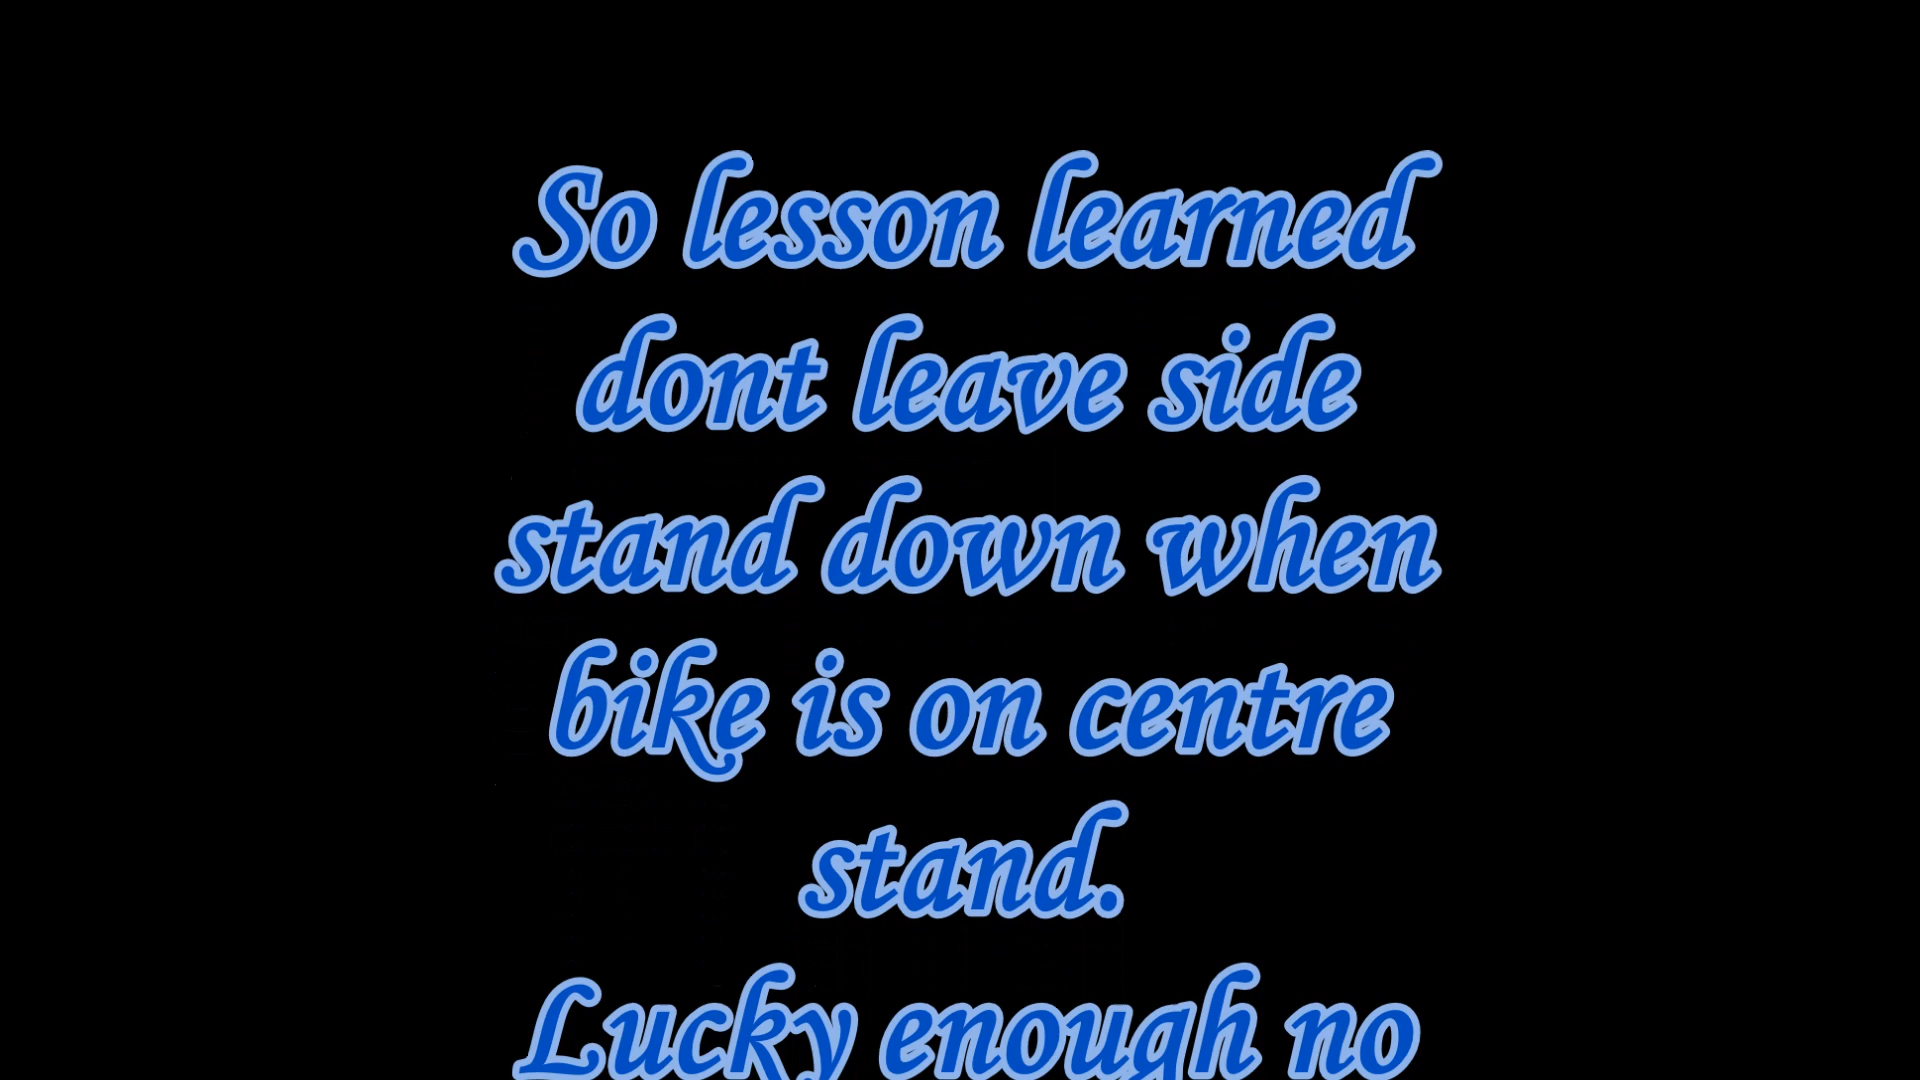 So lesson learned
dont leave side
stand down when
bike is on centre
stand.
Lucky enough no